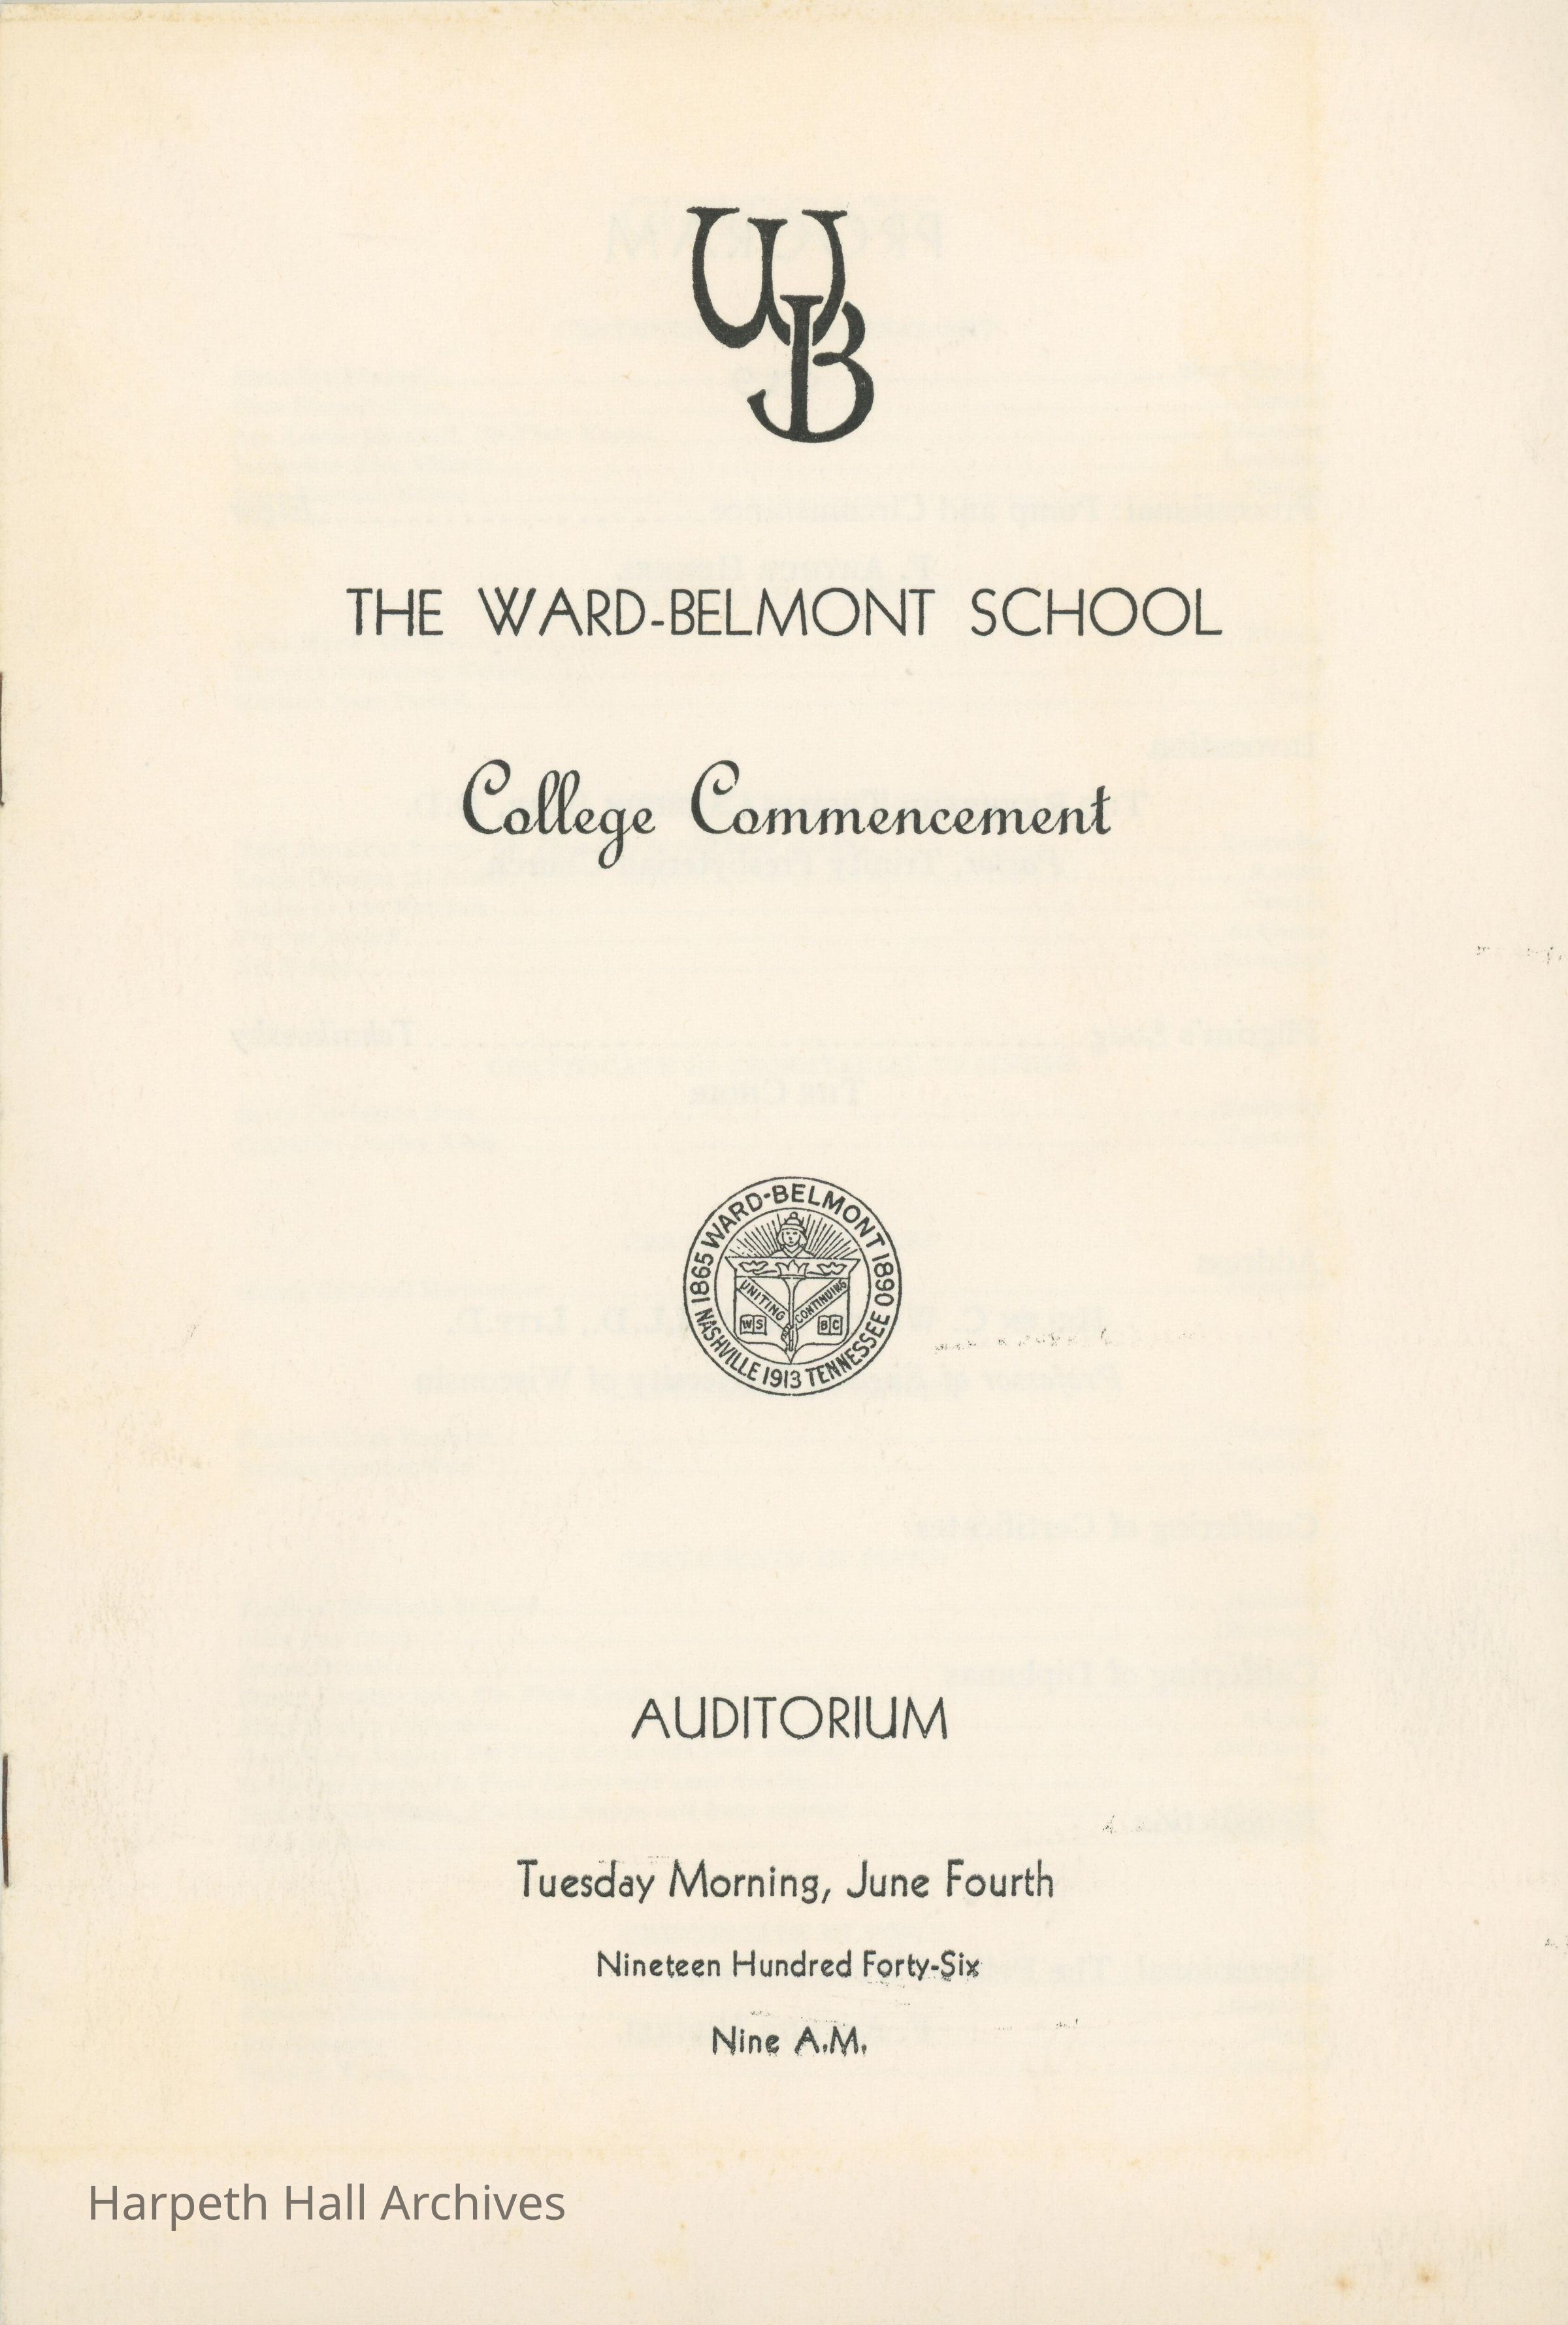 WB
THE WARD-BELMONT SCHOOL
College Commencement
WARD-BELMONT
1865 1890
UNITING CONTINUING
WS BC
NASHVILLE 1913 TENNESSEE
AUDITORIUM
Tuesday Morning, June Fourth
Nineteen Hundred Forty-Six
Nine A.M.
Harpeth Hall Archives